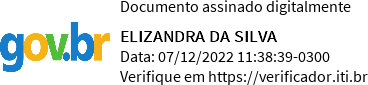 Documento assinado digitalmente
gov.br
ELIZANDRA DA SILVA
Data: 07/12/2022 11:38:39-0300
Verifique em https://verificador.iti.br